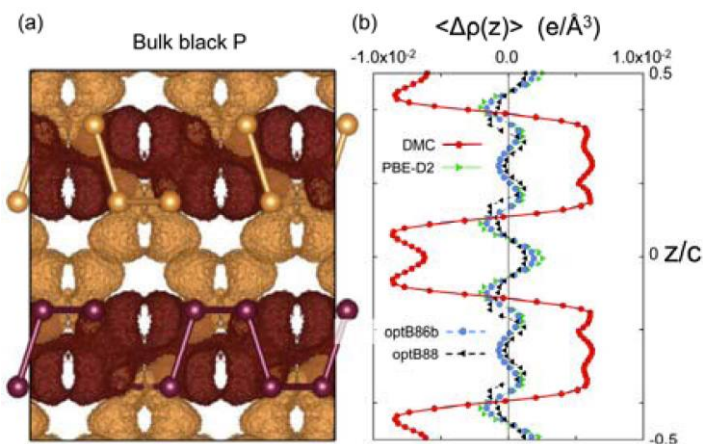 (a)
Bulk black P
(b)
<Δρ(z)> (e/Å³)
-1.0x10⁻² 0.0 1.0x10⁻²
0.5
DMC
PBE-D2
0 z/c
optB86b
optB88
-0.5